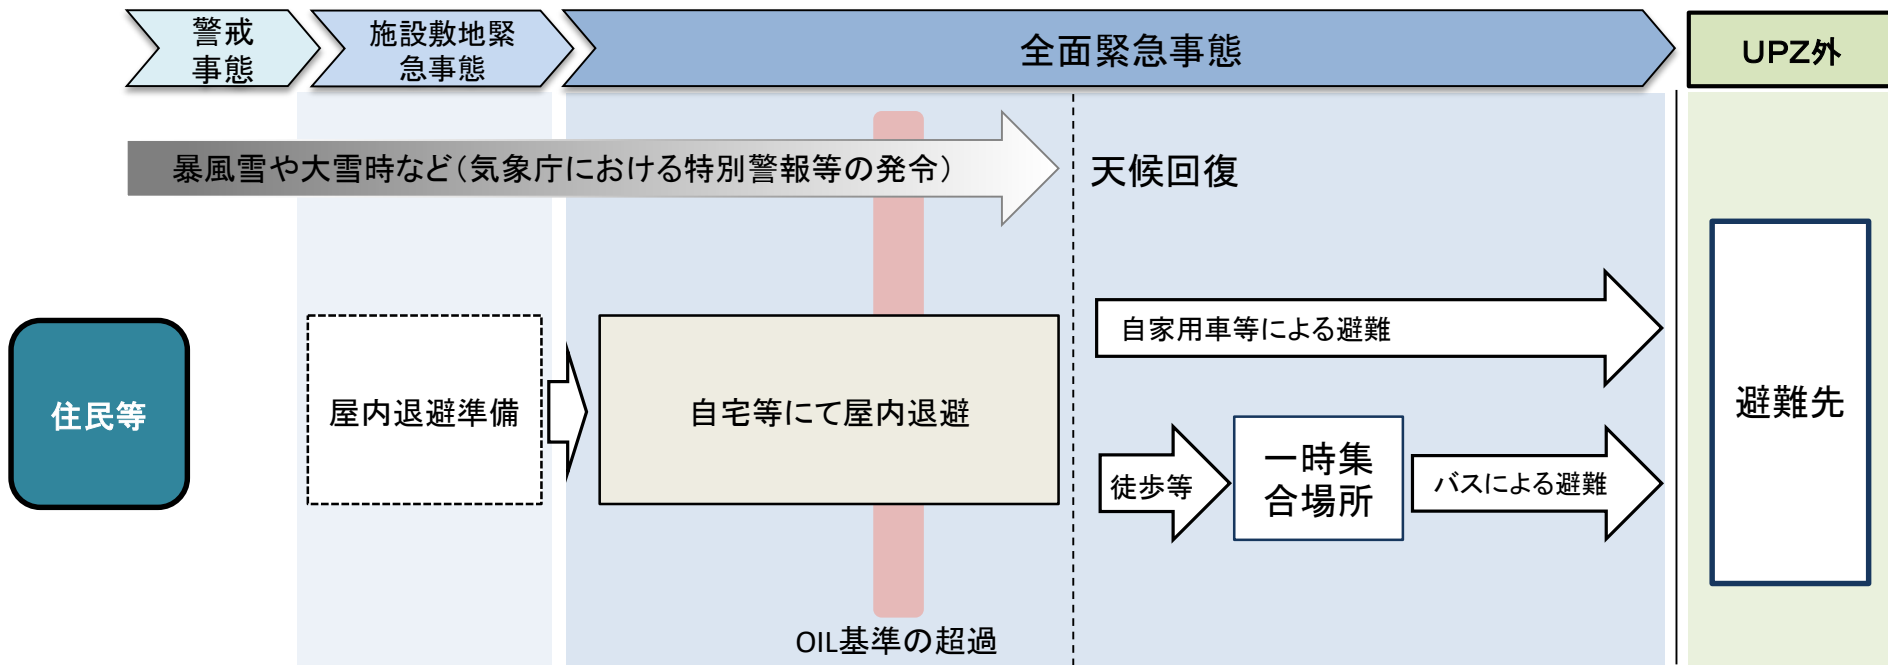 警戒
事態
施設敷地緊
急事態
全面緊急事態
UPZ外
暴風雪や大雪時など（気象庁における特別警報等の発令）
天候回復
住民等
屋内退避準備
自宅等にて屋内退避
自家用車等による避難
徒歩等
一時集
合場所
バスによる避難
避難先
OIL基準の超過